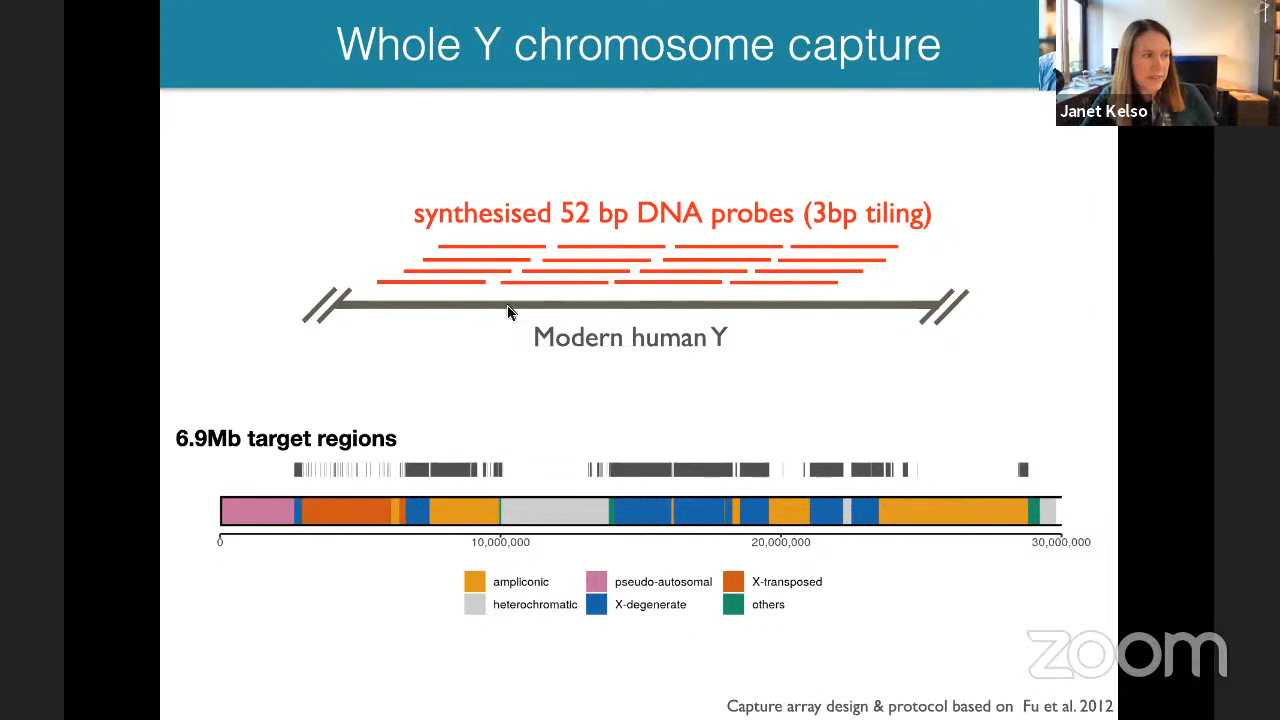 Whole Y chromosome capture
Janet Kelso
synthesised 52 bp DNA probes (3bp tiling)
Modern human Y
6.9Mb target regions
0
10,000,000
20,000,000
30,000,000
ampliconic
pseudo-autosomal
X-transposed
heterochromatic
X-degenerate
others
zoom
Capture array design & protocol based on Fu et al. 2012